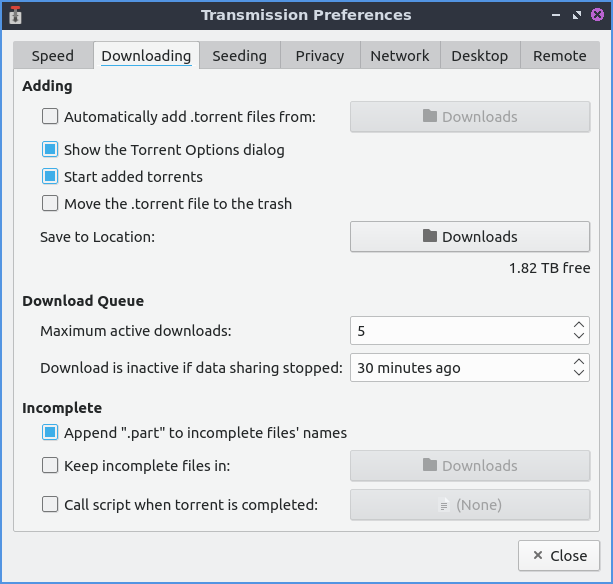 Transmission Preferences
Speed Downloading Seeding Privacy Network Desktop Remote
Adding
Automatically add .torrent files from: Downloads
Show the Torrent Options dialog
Start added torrents
Move the .torrent file to the trash
Save to Location: Downloads
1.82 TB free
Download Queue
Maximum active downloads: 5
Download is inactive if data sharing stopped: 30 minutes ago
Incomplete
Append ".part" to incomplete files' names
Keep incomplete files in: Downloads
Call script when torrent is completed: (None)
Close